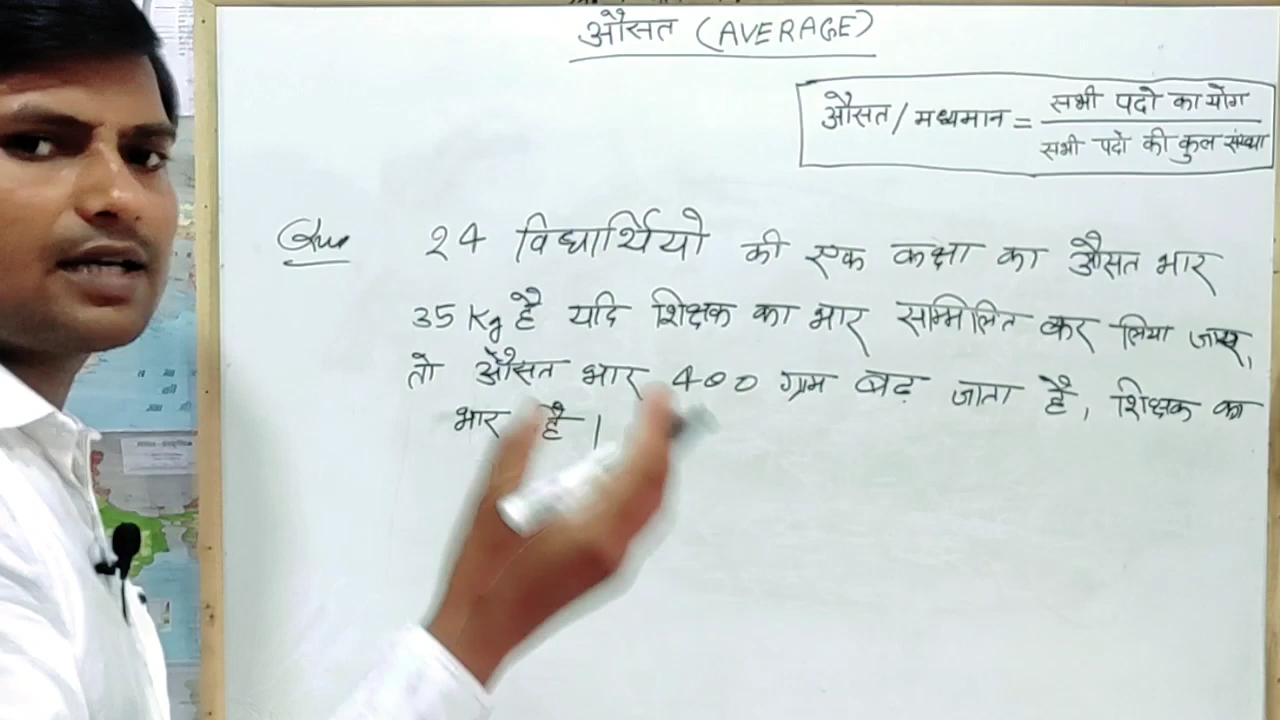 औसत (AVERAGE)
औसत / मध्यमान = सभी पदो का योग
सभी पदो की कुल संख्या
Que 24 विद्यार्थियो की एक कक्षा का औसत भार
35 Kg है यदि शिक्षक का भार सम्मिलित कर लिया जाए,
तो औसत भार 400 ग्राम बढ़ जाता है, शिक्षक का
भार है।